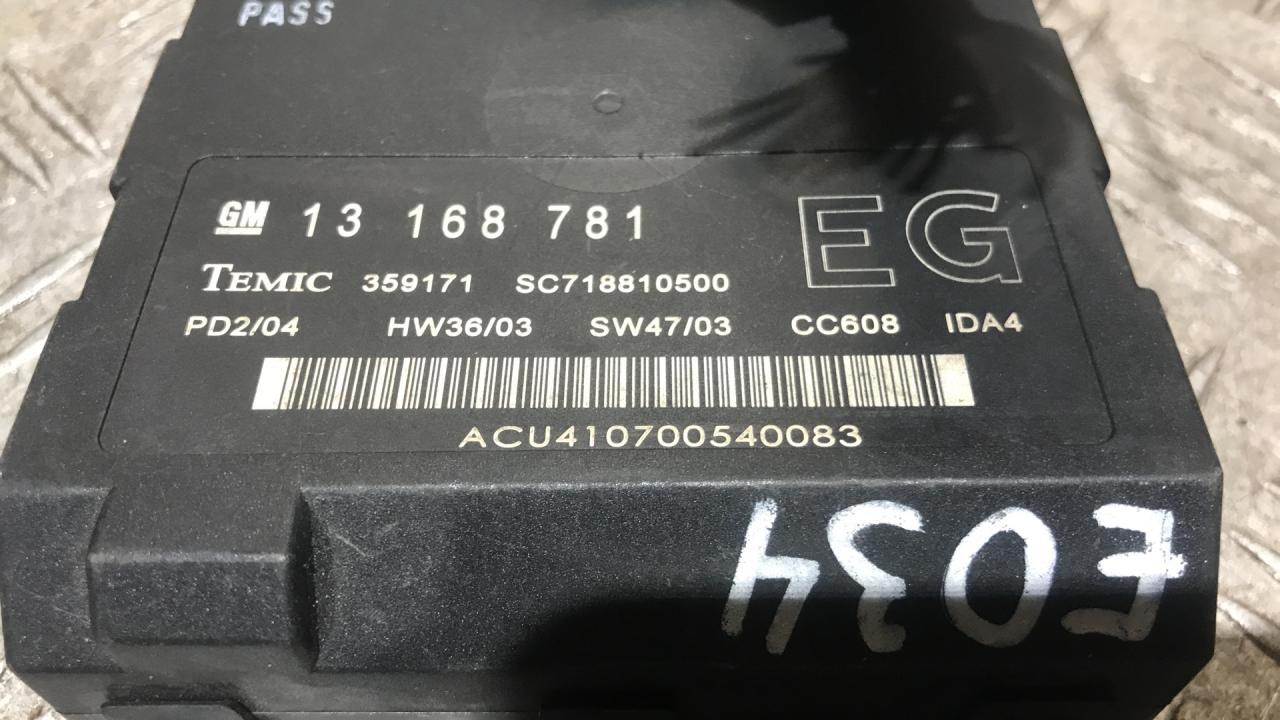 PASS
GM 13 168 781 EG
TEMIC 359171 SC718810500
PD2/04 HW36/03 SW47/03 CC608 IDA4
ACU410700540083
E034